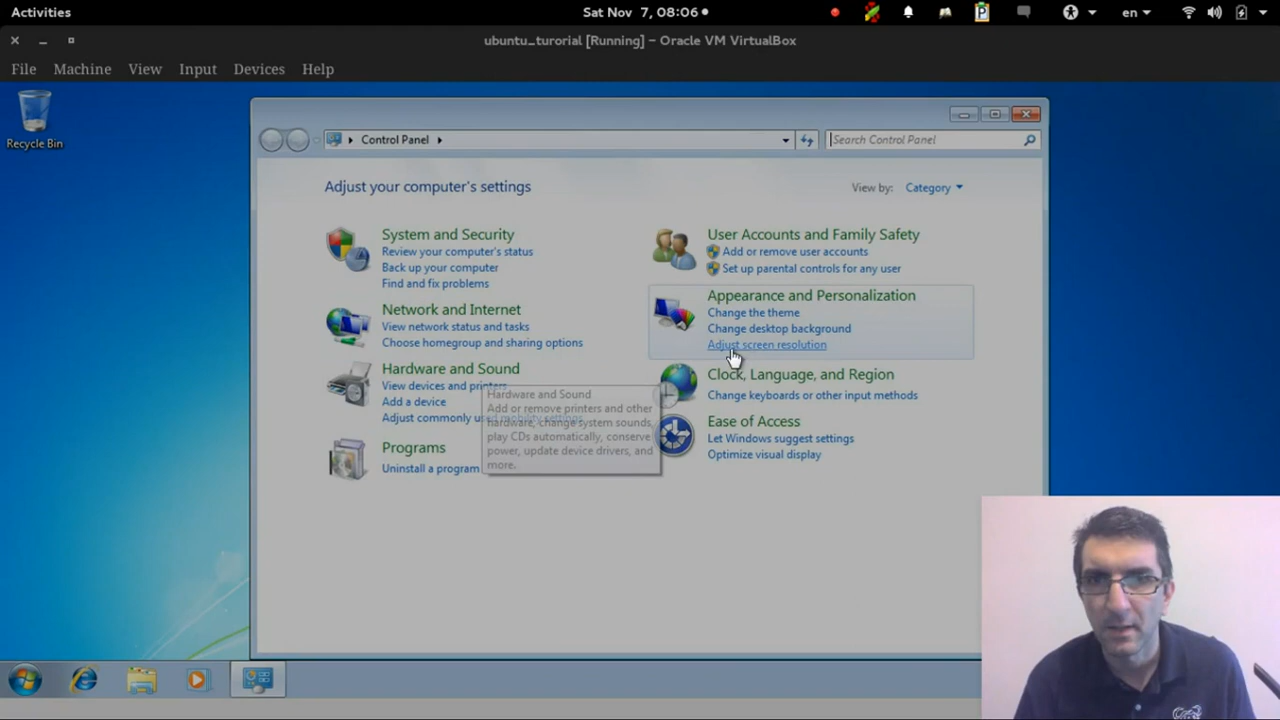 Activities
Sat Nov 7, 08:06
en
ubuntu_turorial [Running] – Oracle VM VirtualBox
File Machine View Input Devices Help
Recycle Bin
Control Panel
Search Control Panel
Adjust your computer's settings
View by: Category
System and Security
Review your computer's status
Back up your computer
Find and fix problems
Network and Internet
View network status and tasks
Choose homegroup and sharing options
Hardware and Sound
View devices and printers
Add a device
Adjust commonly used mobility settings
Programs
Uninstall a program
Hardware and Sound
Add or remove printers and other
hardware, change system sounds,
play CDs automatically, conserve
power, update device drivers, and
more.
User Accounts and Family Safety
Add or remove user accounts
Set up parental controls for any user
Appearance and Personalization
Change the theme
Change desktop background
Adjust screen resolution
Clock, Language, and Region
Change keyboards or other input methods
Ease of Access
Let Windows suggest settings
Optimize visual display